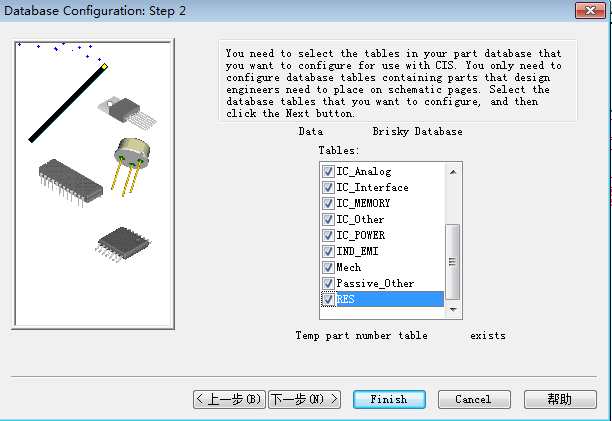 Database Configuration: Step 2
You need to select the tables in your part database that
you want to configure for use with CIS. You only need to
configure database tables containing parts that design
engineers need to place on schematic pages. Select the
database tables that you want to configure, and then
click the Next button.
Data Brisky Database
Tables:
IC_Analog
IC_Interface
IC_MEMORY
IC_Other
IC_POWER
IND_EMI
Mech
Passive_Other
RES
Temp part number table exists
< 上一步(B) 下一步(N) > Finish Cancel 帮助